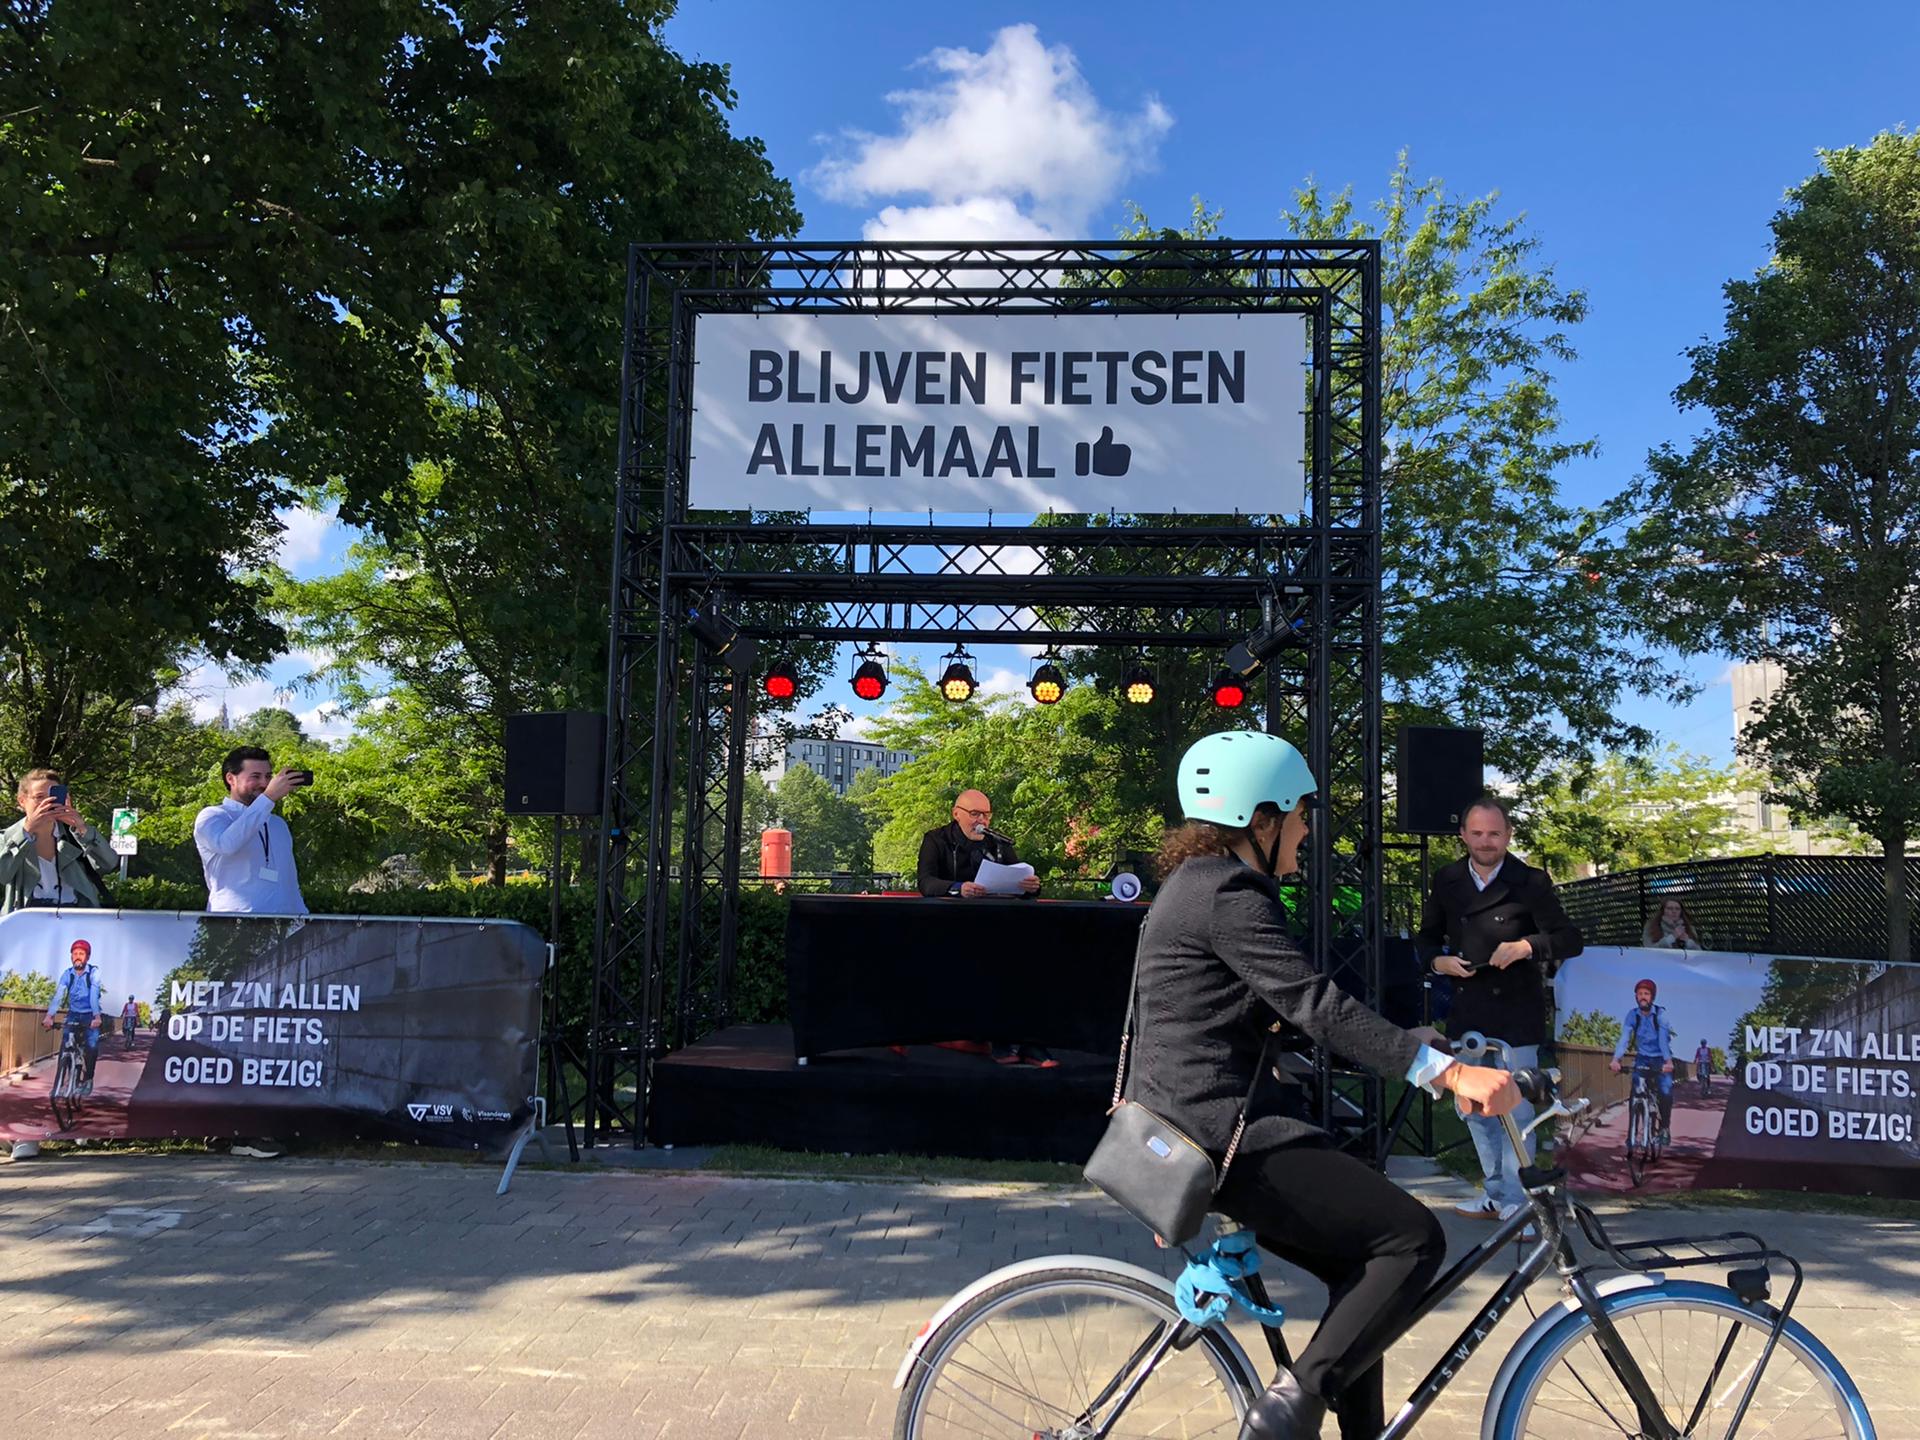 BLIJVEN FIETSEN
ALLEMAAL
GITEC
MET Z'N ALLEN
OP DE FIETS.
GOED BEZIG!
VSV
Vlaanderen
MET Z'N ALLE
OP DE FIETS.
GOED BEZIG!
SWAP